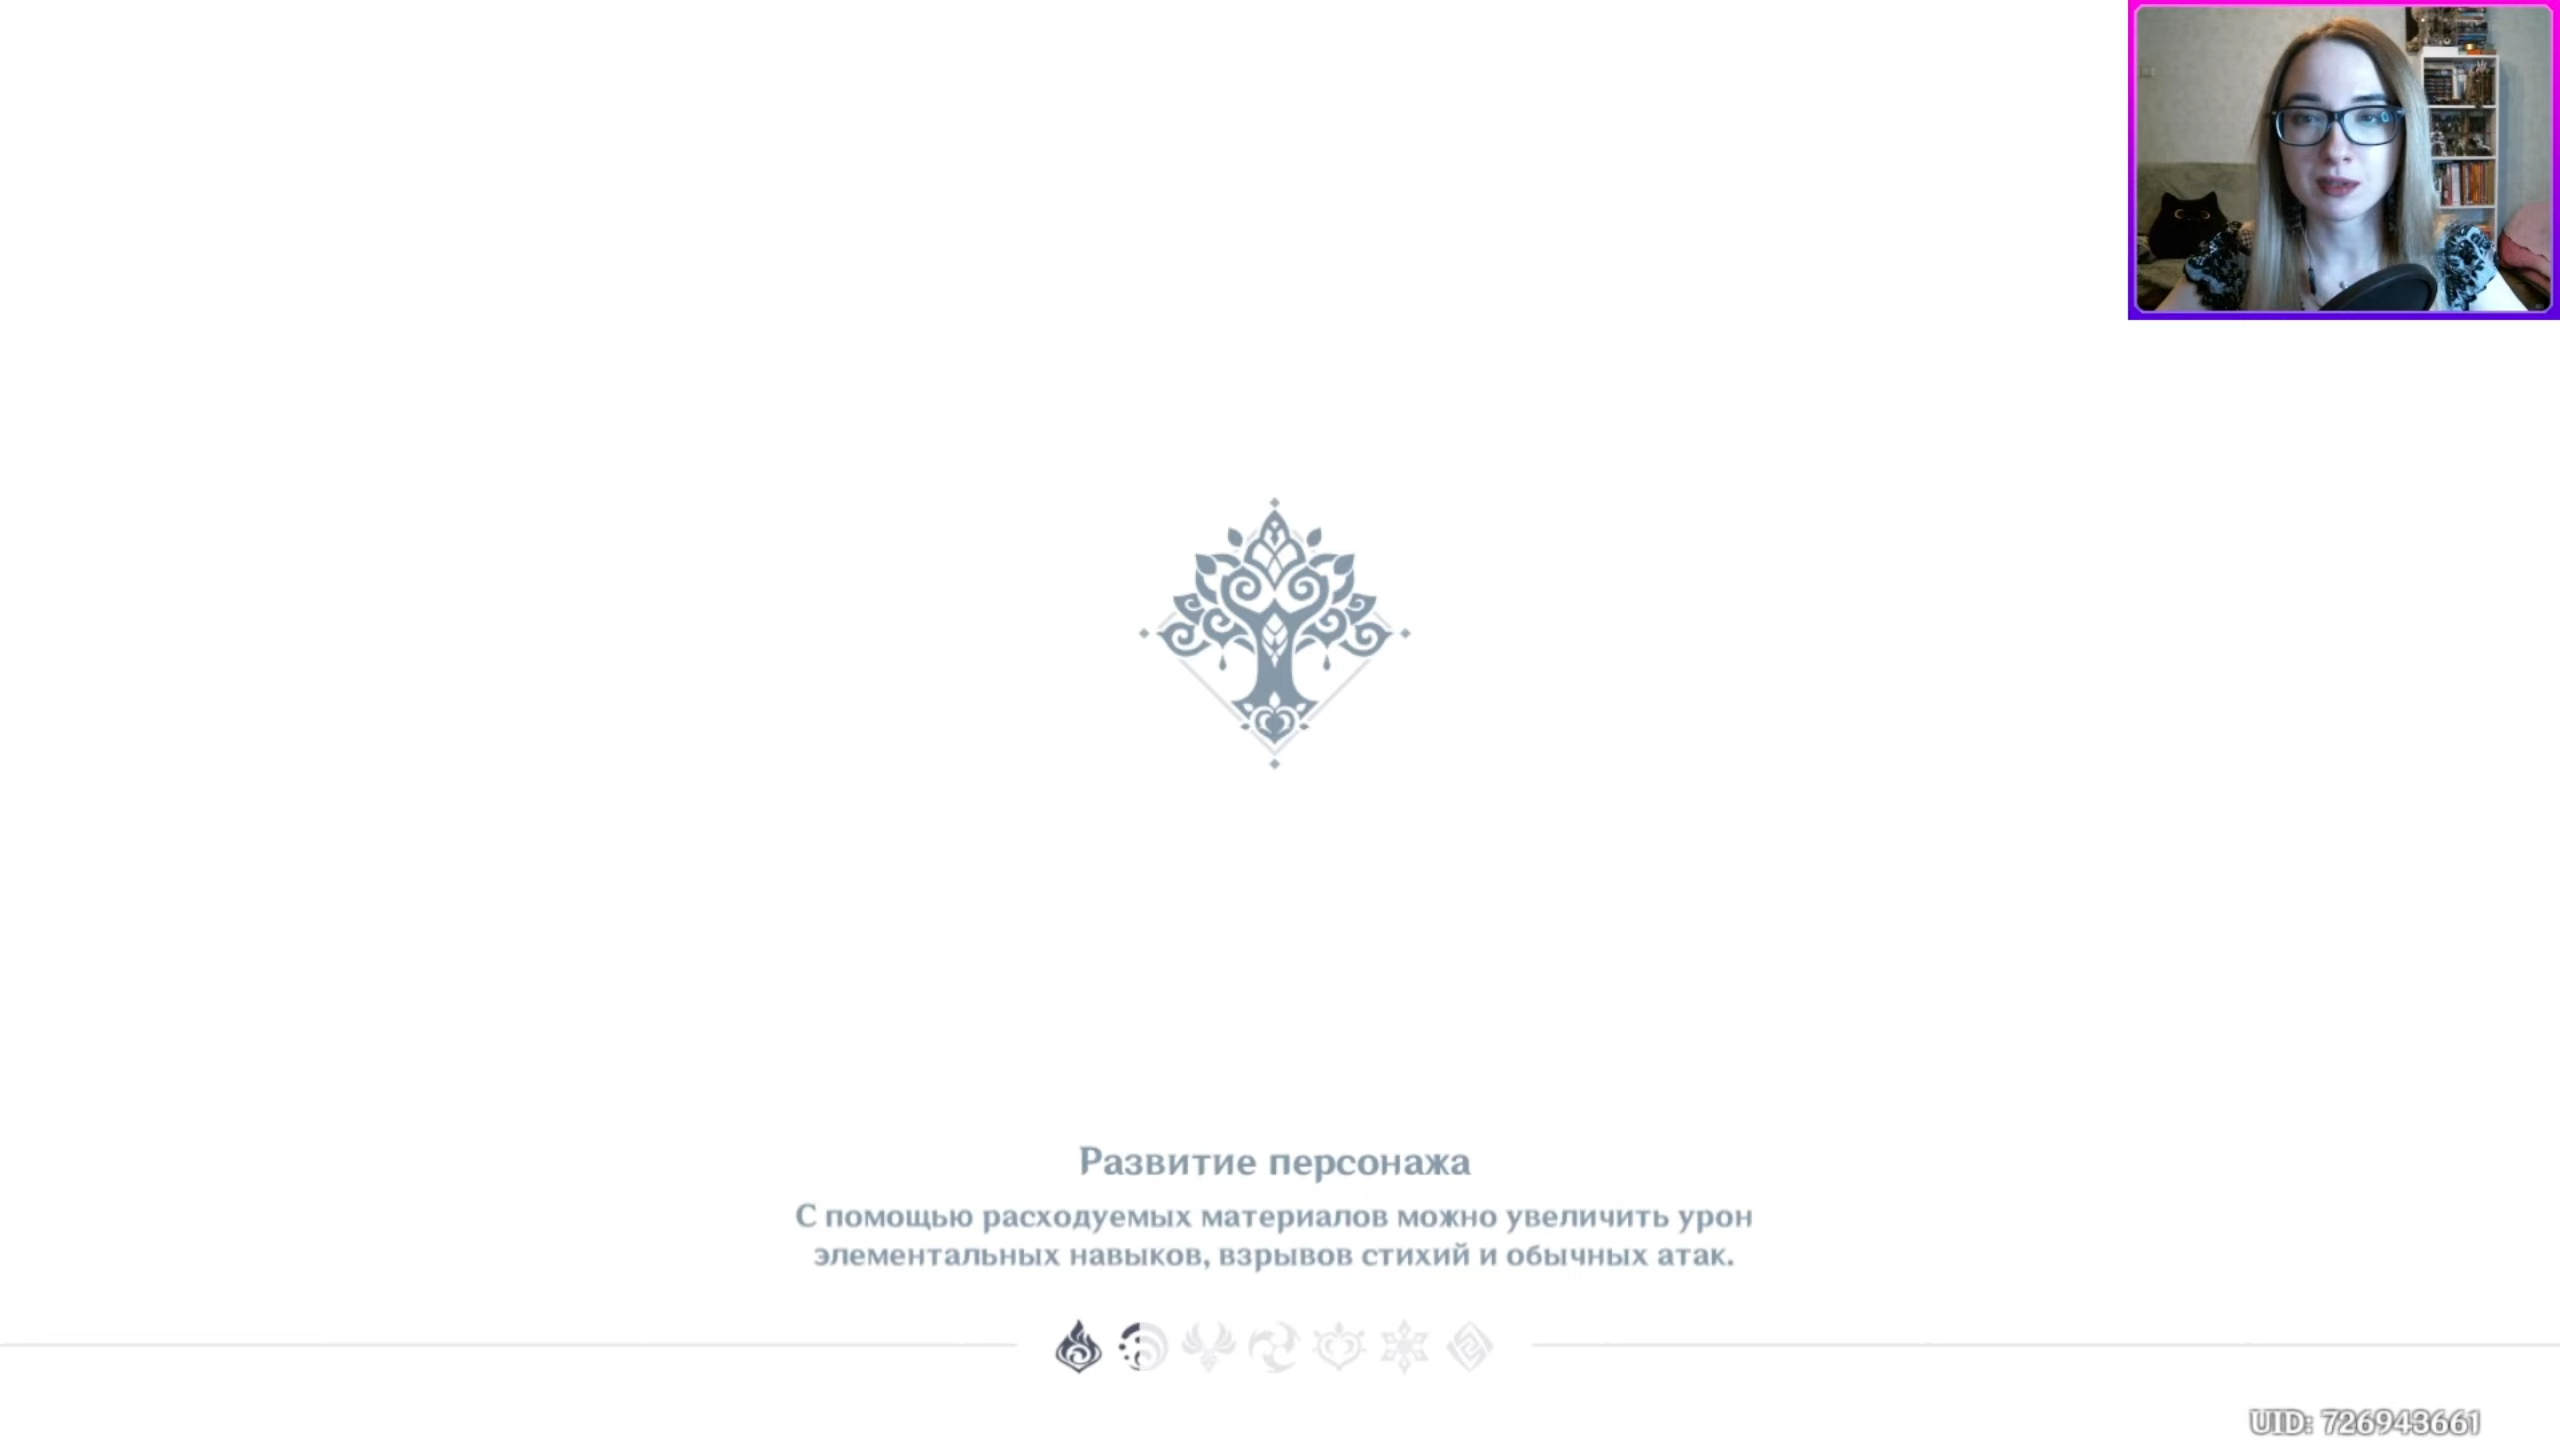 Развитие персонажа
С помощью расходуемых материалов можно увеличить урон
элементальных навыков, взрывов стихий и обычных атак.
UID: 726943661